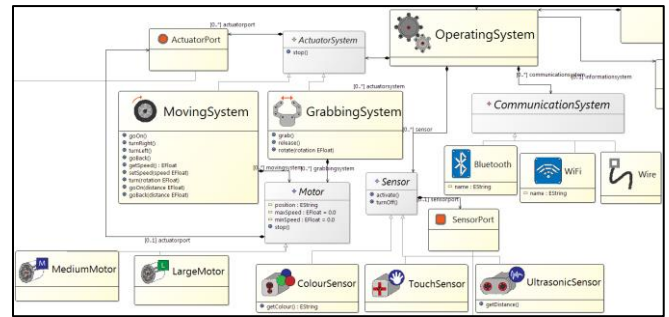 [0..*] actuatorport
ActuatorPort
ActuatorSystem
stop()
OperatingSystem
[0..*] communicationsystem
informationsystem
[0..*] actuatorsystem
CommunicationSystem
MovingSystem
goOn()
turnRight()
turnLeft()
goBack()
getSpeed() : EFloat
setSpeed(speed EFloat)
turn(rotation EFloat)
goOn(distance EFloat)
goBack(distance EFloat)
GrabbingSystem
grab()
release()
rotate(rotation EFloat)
[0..*] sensor
Bluetooth
name : EString
WiFi
name : EString
Wire
[0..*] movingsystem
[0..*] grabbingsystem
Motor
position : EString
maxSpeed : EFloat = 0.0
minSpeed : EFloat = 0.0
stop()
Sensor
activate()
turnOff()
[0..1] sensorport
SensorPort
[0..1] actuatorport
M
MediumMotor
L
LargeMotor
ColourSensor
getColour() : EString
TouchSensor
UltrasonicSensor
getDistance()